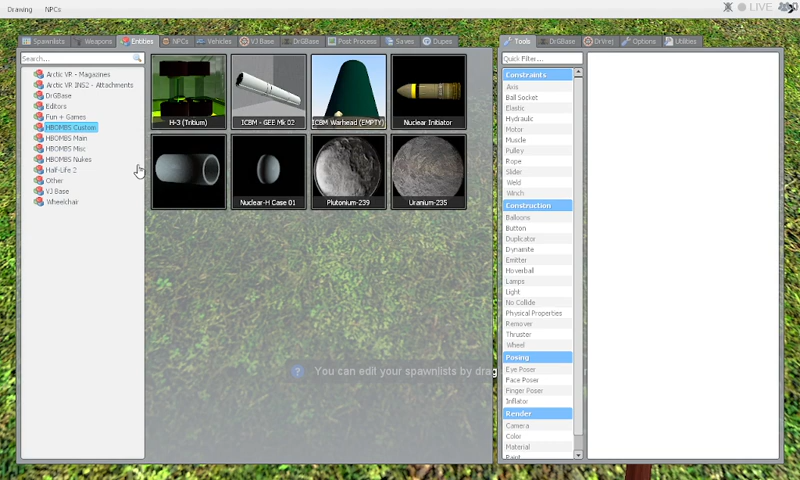 Drawing NPCs
LIVE
Spawnlists Weapons Entities NPCs Vehicles VJ Base DrGBase Post Process Saves Dupes
Tools DrGBase DrVrej Options Utilities
Search...
Quick Filter...
Arctic VR - Magazines
Arctic VR INS2 - Attachments
DrGBase
Editors
Fun + Games
HBOMBS Custom
HBOMBS Main
HBOMBS Misc
HBOMBS Nukes
Half-Life 2
Other
VJ Base
Wheelchair
H-3 (Tritium)
ICBM - GEE Mk 02
ICBM Warhead (EMPTY)
Nuclear Initiator
Nuclear-H Case 01
Plutonium-239
Uranium-235
You can edit your spawnlists by drag
Constraints
Axis
Ball Socket
Elastic
Hydraulic
Motor
Muscle
Pulley
Rope
Slider
Weld
Winch
Construction
Balloons
Button
Duplicator
Dynamite
Emitter
Hoverball
Lamps
Light
No Collide
Physical Properties
Remover
Thruster
Wheel
Posing
Eye Poser
Face Poser
Finger Poser
Inflator
Render
Camera
Color
Material
Paint